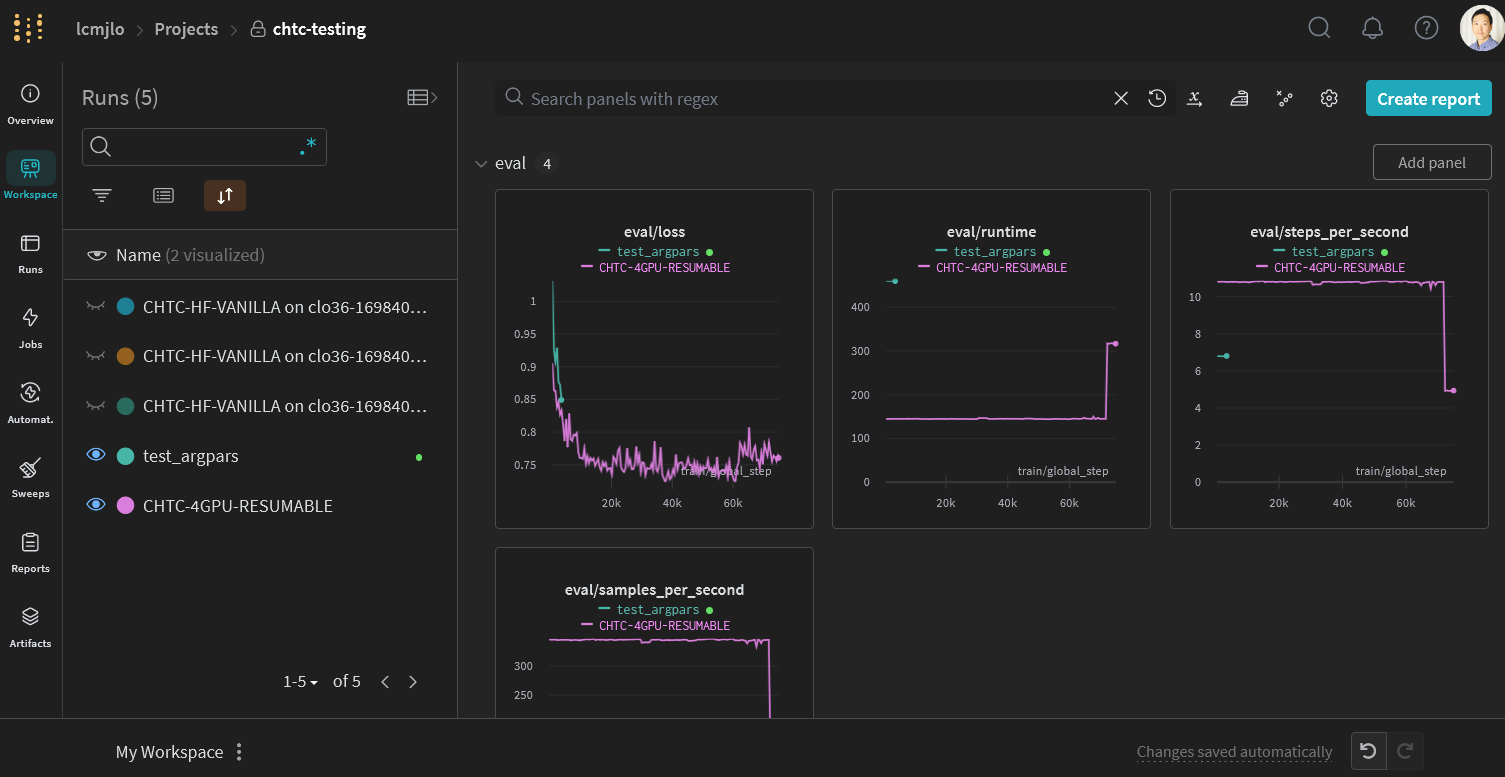 lcmjlo > Projects > chtc-testing
Overview
Workspace
Runs
Jobs
Automat.
Sweeps
Reports
Artifacts
Runs (5)
.*
Name (2 visualized)
CHTC-HF-VANILLA on clo36-169840...
CHTC-HF-VANILLA on clo36-169840...
CHTC-HF-VANILLA on clo36-169840...
test_argpars
CHTC-4GPU-RESUMABLE
1-5 of 5
Search panels with regex
Create report
eval 4
Add panel
eval/loss
test_argpars
CHTC-4GPU-RESUMABLE
1
0.95
0.9
0.85
0.8
0.75
train/global_step
20k 40k 60k
eval/runtime
test_argpars
CHTC-4GPU-RESUMABLE
400
300
200
100
0
train/global_step
20k 40k 60k
eval/steps_per_second
test_argpars
CHTC-4GPU-RESUMABLE
10
8
6
4
2
0
train/global_step
20k 40k 60k
eval/samples_per_second
test_argpars
CHTC-4GPU-RESUMABLE
300
250
My Workspace
Changes saved automatically